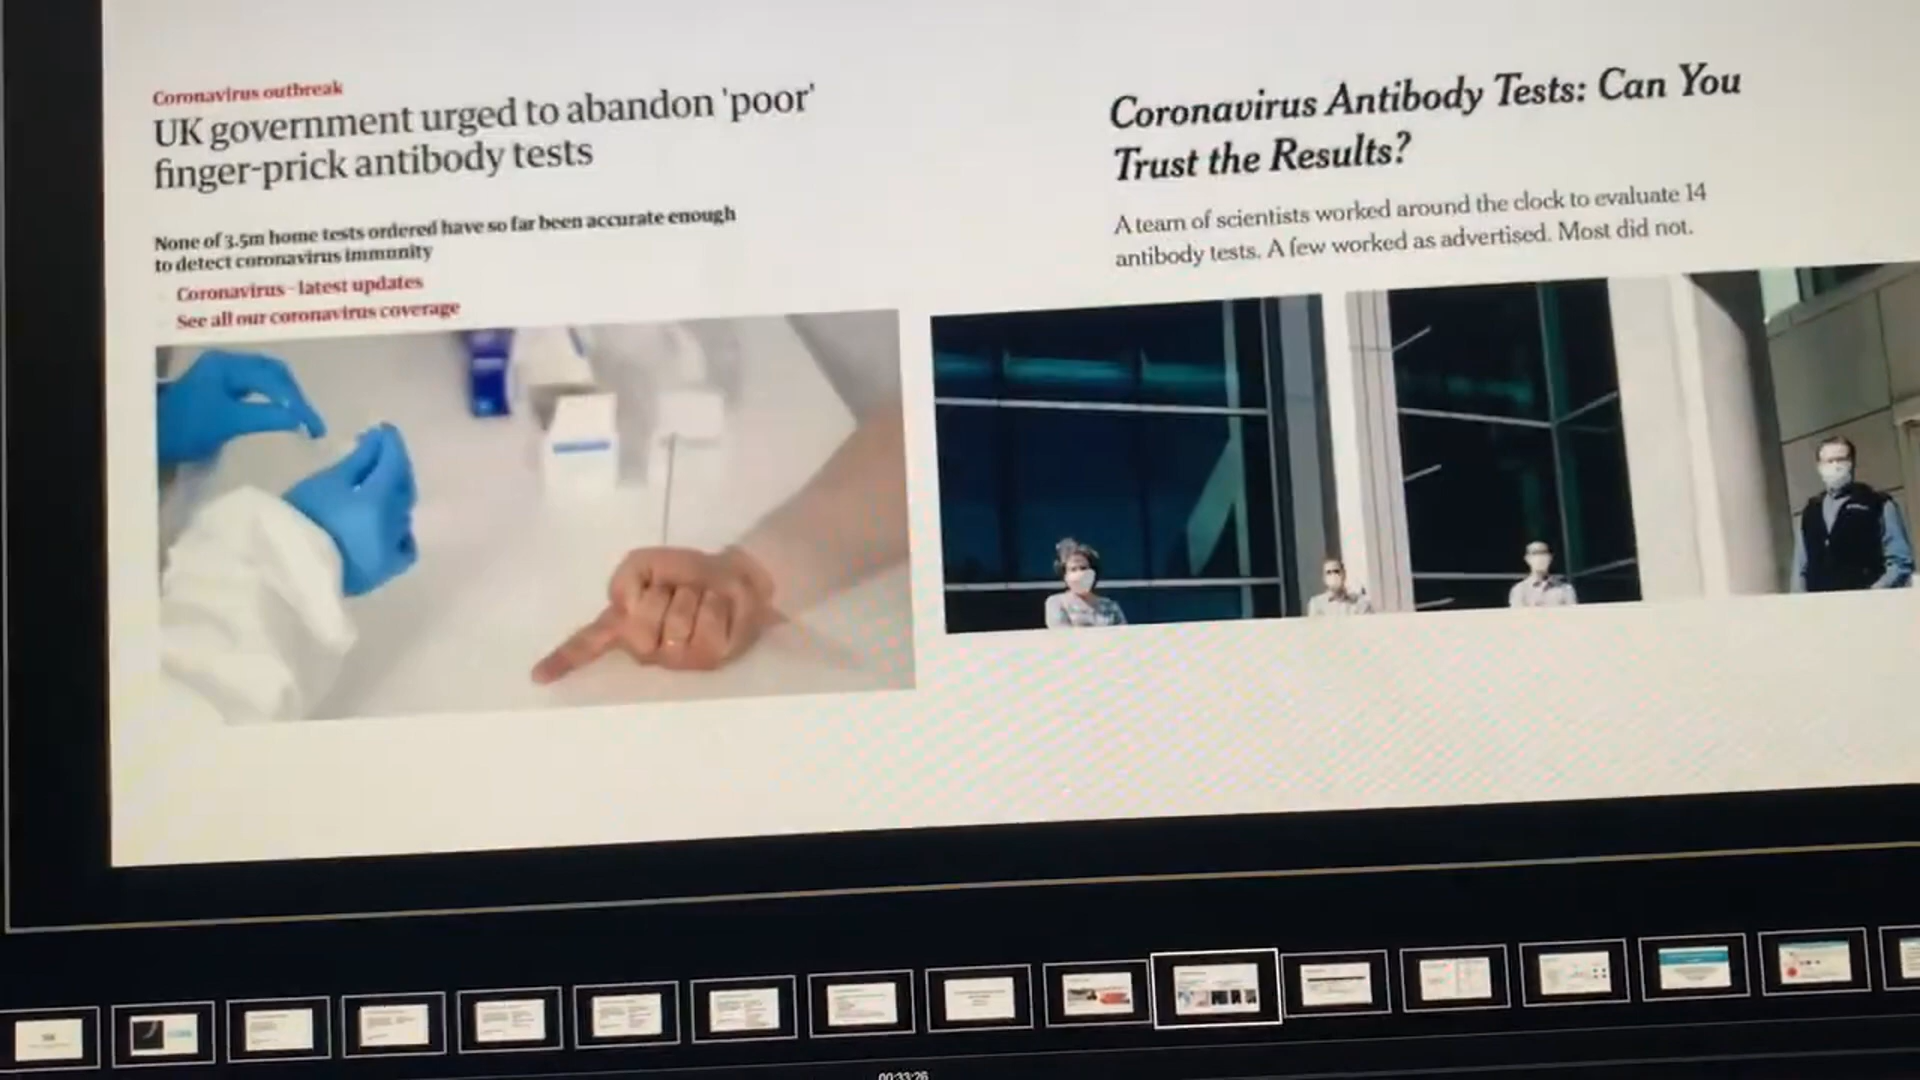 Coronavirus outbreak
UK government urged to abandon 'poor'
finger-prick antibody tests
None of 3.5m home tests ordered have so far been accurate enough
to detect coronavirus immunity
Coronavirus - latest updates
See all our coronavirus coverage
Coronavirus Antibody Tests: Can You
Trust the Results?
A team of scientists worked around the clock to evaluate 14
antibody tests. A few worked as advertised. Most did not.
00:33:26